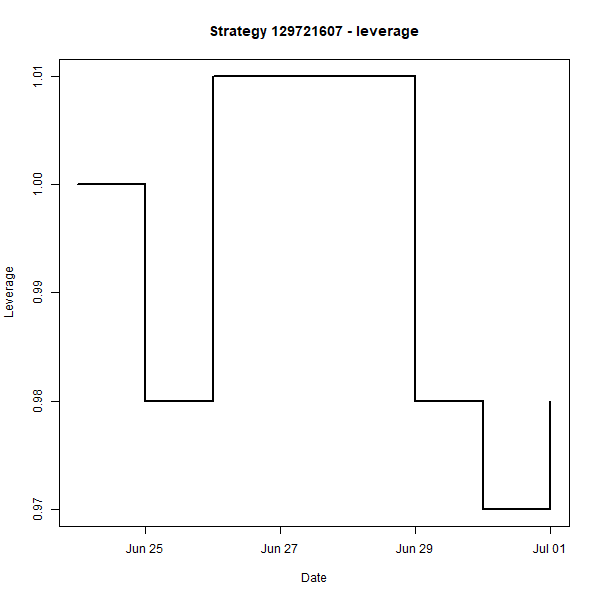 Strategy 129721607 - leverage
Leverage
1.01
1.00
0.99
0.98
0.97
Jun 25
Jun 27
Jun 29
Jul 01
Date